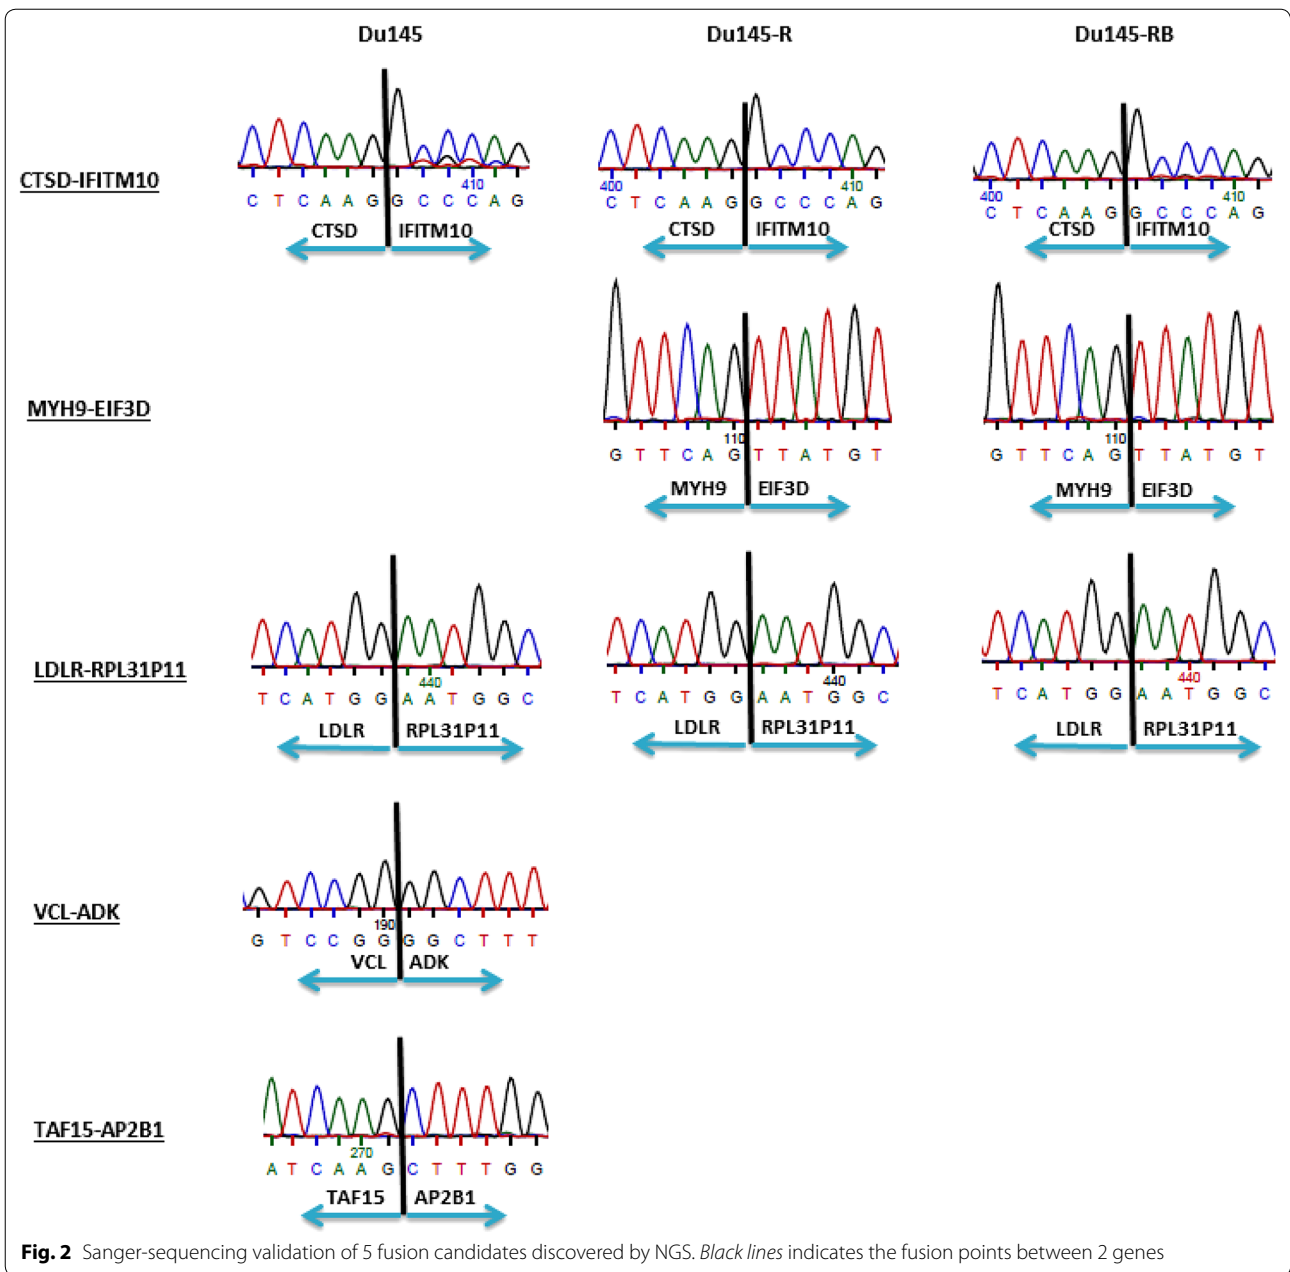 Du145 Du145-R Du145-RB
CTSD-IFITM10
410
C T C A A G G C C C A G
CTSD IFITM10
400 410
C T C A A G G C C C A G
CTSD IFITM10
400 410
C T C A A G G C C C A G
CTSD IFITM10
MYH9-EIF3D
110
G T T C A G T T A T G T
MYH9 EIF3D
110
G T T C A G T T A T G T
MYH9 EIF3D
LDLR-RPL31P11
440
T C A T G G A A T G G C
LDLR RPL31P11
440
T C A T G G A A T G G C
LDLR RPL31P11
440
T C A T G G A A T G G C
LDLR RPL31P11
VCL-ADK
190
G T C C G G G G C T T T
VCL ADK
TAF15-AP2B1
270
A T C A A G C T T T G G
TAF15 AP2B1
Fig. 2 Sanger-sequencing validation of 5 fusion candidates discovered by NGS. Black lines indicates the fusion points between 2 genes